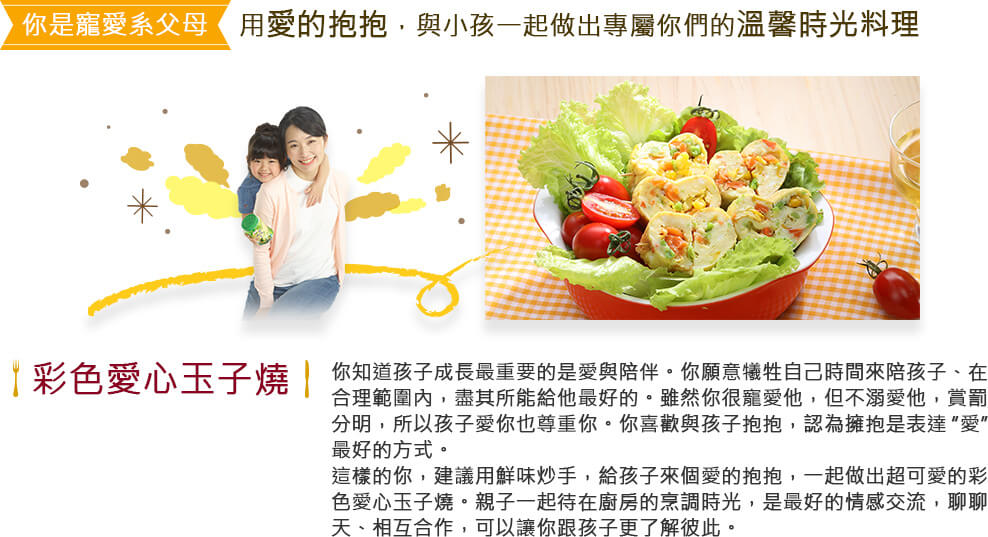 你是寵愛系父母
用愛的抱抱，與小孩一起做出專屬你們的溫馨時光料理
彩色愛心玉子燒
你知道孩子成長最重要的是愛與陪伴。你願意犧牲自己時間來陪孩子、在
合理範圍內，盡其所能給他最好的。雖然你很寵愛他，但不溺愛他，賞罰
分明，所以孩子愛你也尊重你。你喜歡與孩子抱抱，認為擁抱是表達 "愛"
最好的方式。
這樣的你，建議用鮮味炒手，給孩子來個愛的抱抱，一起做出超可愛的彩
色愛心玉子燒。親子一起待在廚房的烹調時光，是最好的情感交流，聊聊
天、相互合作，可以讓你跟孩子更了解彼此。